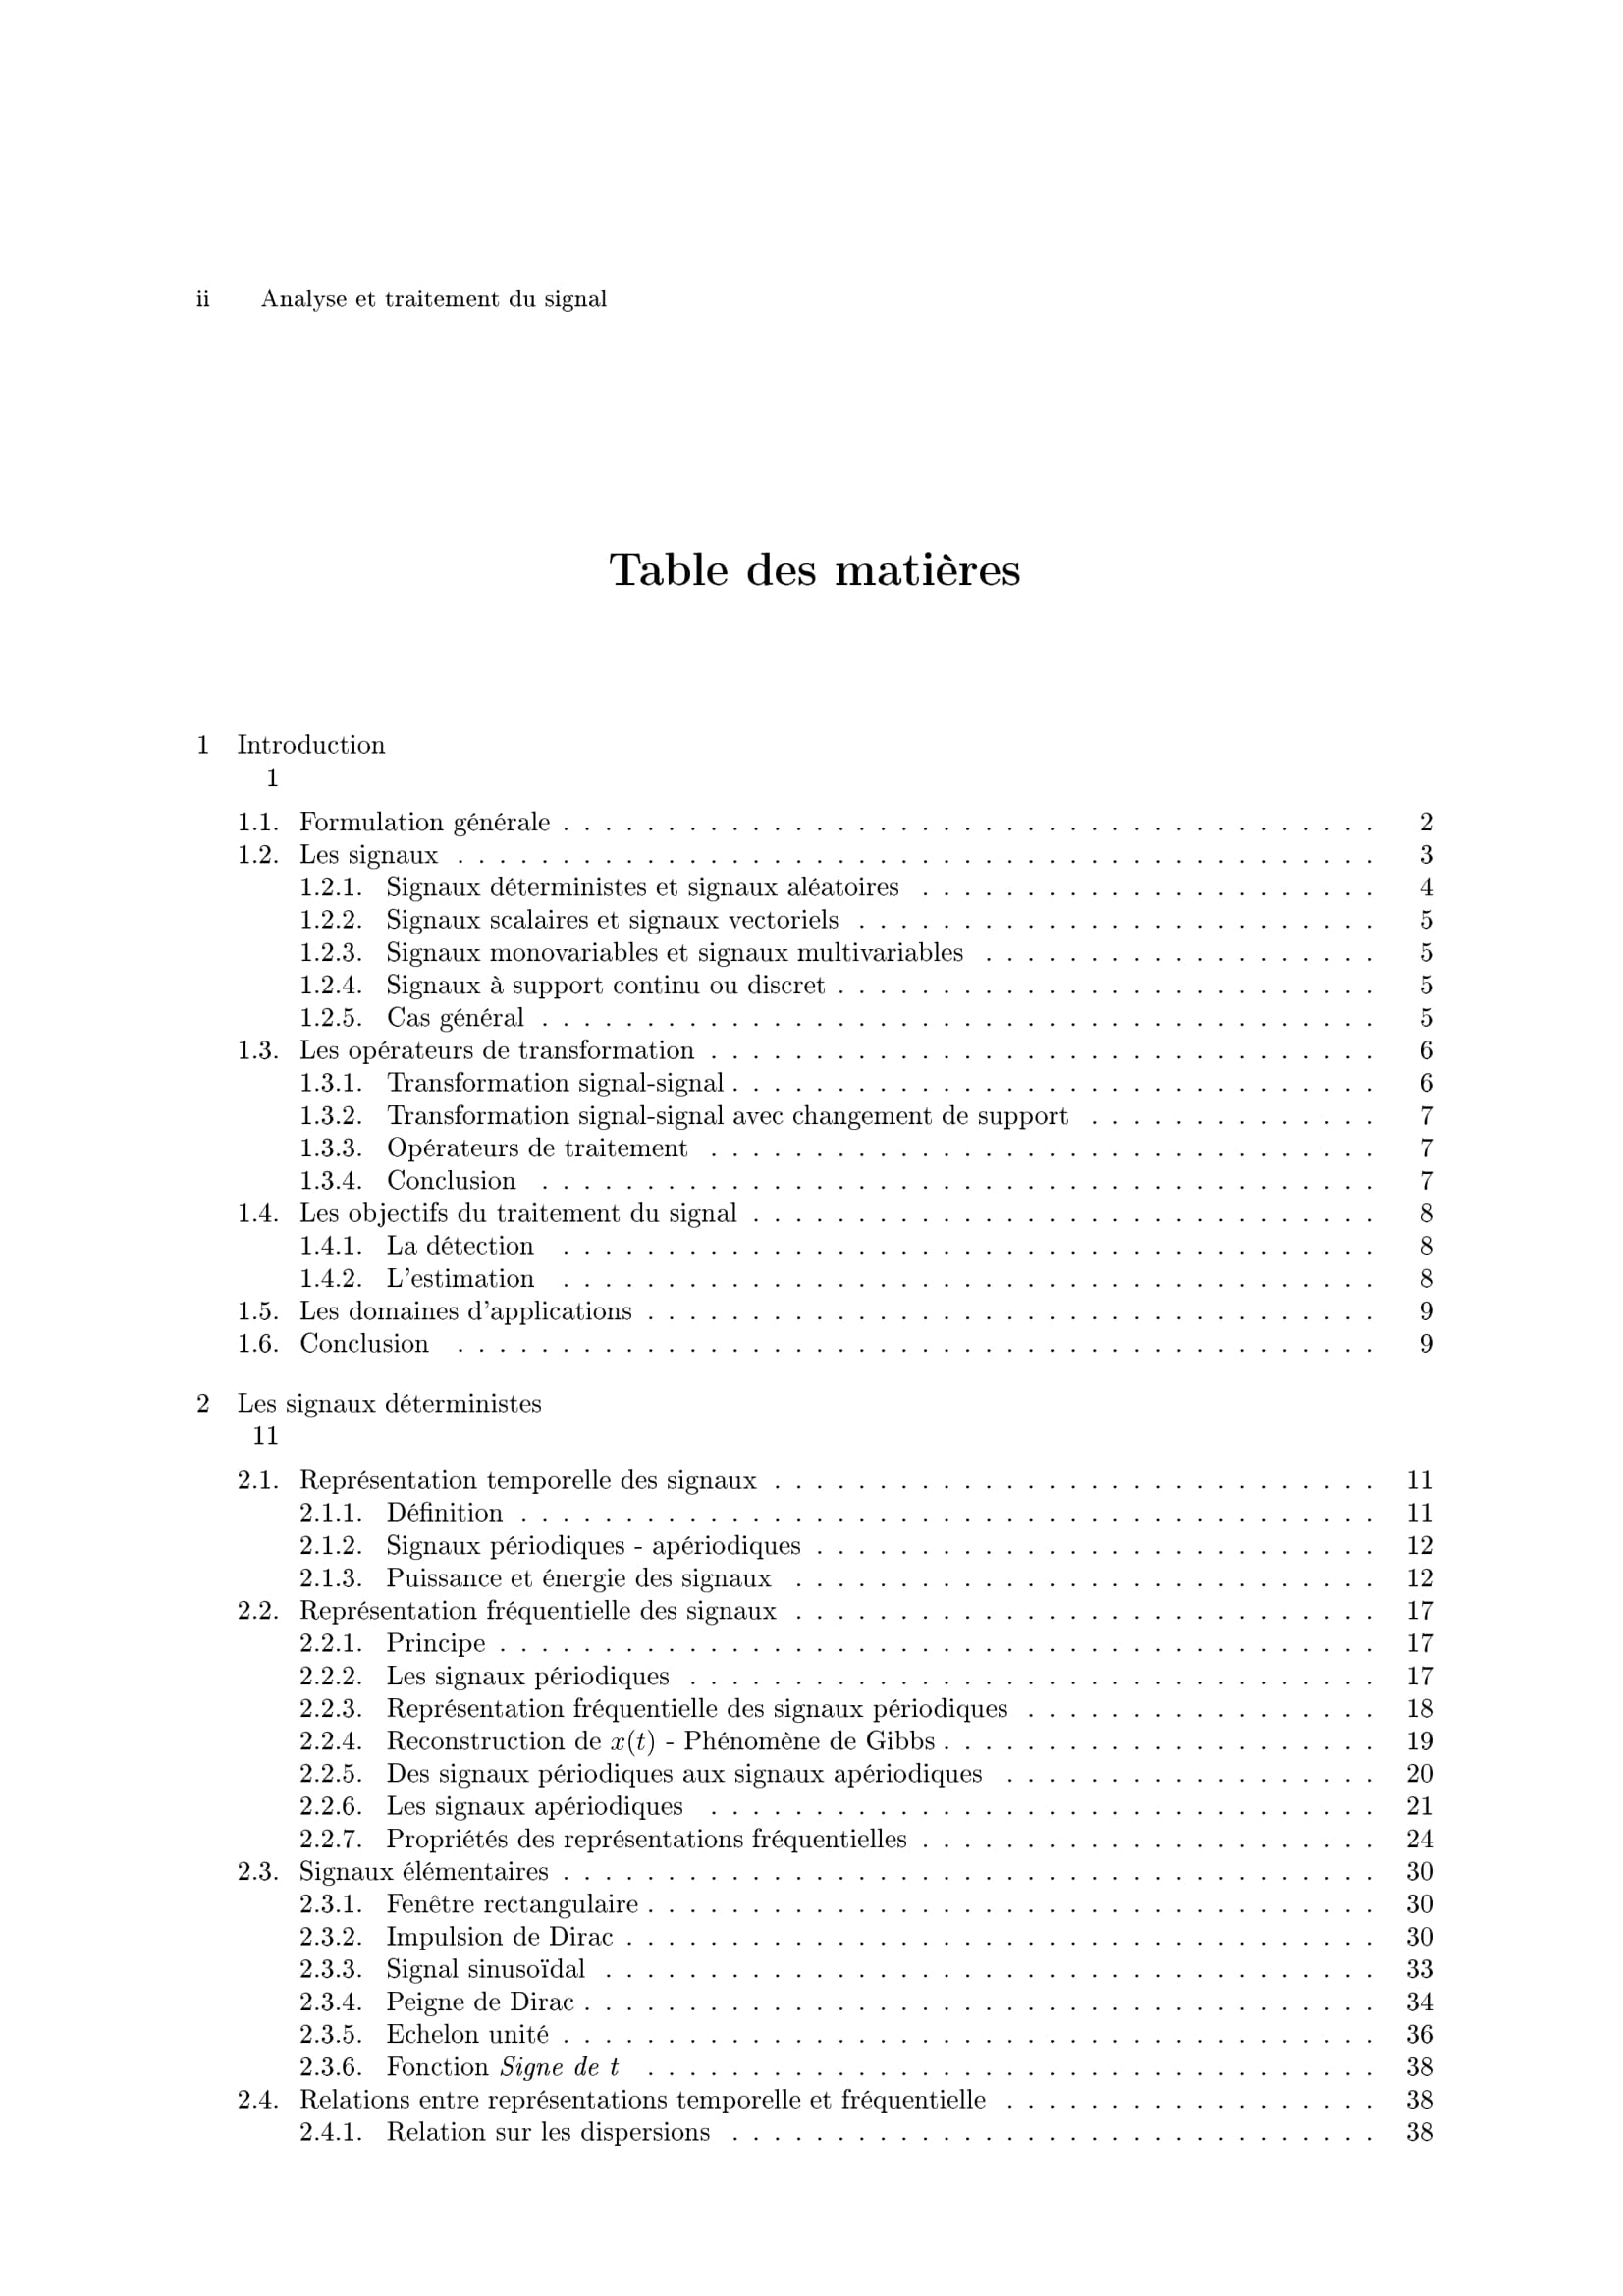 ii Analyse et traitement du signal
Table des matières
1 Introduction
1
1.1. Formulation générale . . . . . . . . . . . . . . . . . . . . . . . . . . . . . . . . . . . . . . . 2
1.2. Les signaux . . . . . . . . . . . . . . . . . . . . . . . . . . . . . . . . . . . . . . . . . . . . 3
1.2.1. Signaux déterministes et signaux aléatoires . . . . . . . . . . . . . . . . . . . . . . 4
1.2.2. Signaux scalaires et signaux vectoriels . . . . . . . . . . . . . . . . . . . . . . . . . 5
1.2.3. Signaux monovariables et signaux multivariables . . . . . . . . . . . . . . . . . . . 5
1.2.4. Signaux à support continu ou discret . . . . . . . . . . . . . . . . . . . . . . . . . . 5
1.2.5. Cas général . . . . . . . . . . . . . . . . . . . . . . . . . . . . . . . . . . . . . . . . 5
1.3. Les opérateurs de transformation . . . . . . . . . . . . . . . . . . . . . . . . . . . . . . . . 6
1.3.1. Transformation signal-signal . . . . . . . . . . . . . . . . . . . . . . . . . . . . . . . 6
1.3.2. Transformation signal-signal avec changement de support . . . . . . . . . . . . . . 7
1.3.3. Opérateurs de traitement . . . . . . . . . . . . . . . . . . . . . . . . . . . . . . . . 7
1.3.4. Conclusion . . . . . . . . . . . . . . . . . . . . . . . . . . . . . . . . . . . . . . . . 7
1.4. Les objectifs du traitement du signal . . . . . . . . . . . . . . . . . . . . . . . . . . . . . . 8
1.4.1. La détection . . . . . . . . . . . . . . . . . . . . . . . . . . . . . . . . . . . . . . . 8
1.4.2. L'estimation . . . . . . . . . . . . . . . . . . . . . . . . . . . . . . . . . . . . . . . 8
1.5. Les domaines d'applications . . . . . . . . . . . . . . . . . . . . . . . . . . . . . . . . . . . 9
1.6. Conclusion . . . . . . . . . . . . . . . . . . . . . . . . . . . . . . . . . . . . . . . . . . . . 9
2 Les signaux déterministes
11
2.1. Représentation temporelle des signaux . . . . . . . . . . . . . . . . . . . . . . . . . . . . . 11
2.1.1. Définition . . . . . . . . . . . . . . . . . . . . . . . . . . . . . . . . . . . . . . . . . 11
2.1.2. Signaux périodiques - apériodiques . . . . . . . . . . . . . . . . . . . . . . . . . . . 12
2.1.3. Puissance et énergie des signaux . . . . . . . . . . . . . . . . . . . . . . . . . . . . 12
2.2. Représentation fréquentielle des signaux . . . . . . . . . . . . . . . . . . . . . . . . . . . . 17
2.2.1. Principe . . . . . . . . . . . . . . . . . . . . . . . . . . . . . . . . . . . . . . . . . . 17
2.2.2. Les signaux périodiques . . . . . . . . . . . . . . . . . . . . . . . . . . . . . . . . . 17
2.2.3. Représentation fréquentielle des signaux périodiques . . . . . . . . . . . . . . . . . 18
2.2.4. Reconstruction de x(t) - Phénomène de Gibbs . . . . . . . . . . . . . . . . . . . . . 19
2.2.5. Des signaux périodiques aux signaux apériodiques . . . . . . . . . . . . . . . . . . 20
2.2.6. Les signaux apériodiques . . . . . . . . . . . . . . . . . . . . . . . . . . . . . . . . 21
2.2.7. Propriétés des représentations fréquentielles . . . . . . . . . . . . . . . . . . . . . . 24
2.3. Signaux élémentaires . . . . . . . . . . . . . . . . . . . . . . . . . . . . . . . . . . . . . . . 30
2.3.1. Fenêtre rectangulaire . . . . . . . . . . . . . . . . . . . . . . . . . . . . . . . . . . . 30
2.3.2. Impulsion de Dirac . . . . . . . . . . . . . . . . . . . . . . . . . . . . . . . . . . . . 30
2.3.3. Signal sinusoïdal . . . . . . . . . . . . . . . . . . . . . . . . . . . . . . . . . . . . . 33
2.3.4. Peigne de Dirac . . . . . . . . . . . . . . . . . . . . . . . . . . . . . . . . . . . . . . 34
2.3.5. Echelon unité . . . . . . . . . . . . . . . . . . . . . . . . . . . . . . . . . . . . . . . 36
2.3.6. Fonction Signe de t . . . . . . . . . . . . . . . . . . . . . . . . . . . . . . . . . . . 38
2.4. Relations entre représentations temporelle et fréquentielle . . . . . . . . . . . . . . . . . . 38
2.4.1. Relation sur les dispersions . . . . . . . . . . . . . . . . . . . . . . . . . . . . . . . 38